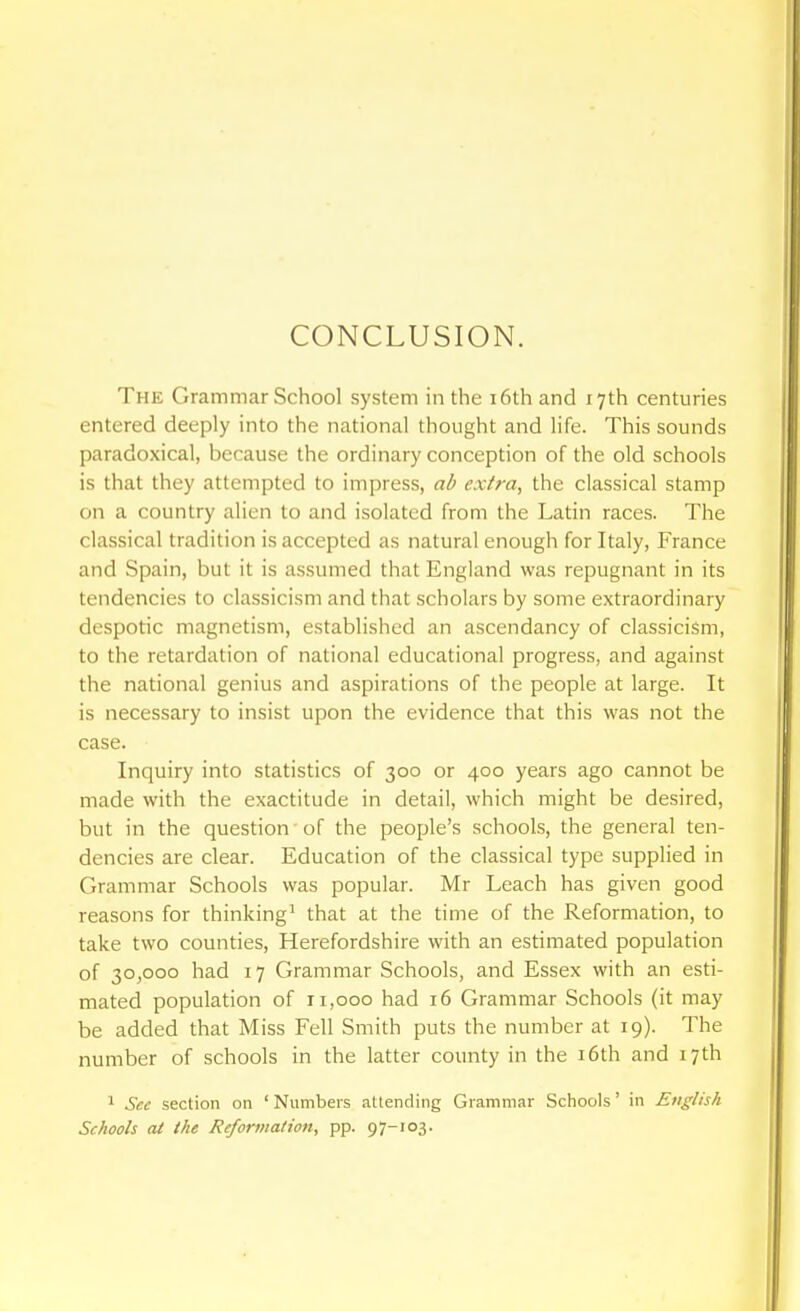 CONCLUSION.
THE Grammar School system in the 16th and 17th centuries
entered deeply into the national thought and life. This sounds
paradoxical, because the ordinary conception of the old schools
is that they attempted to impress, ab extra, the classical stamp
on a country alien to and isolated from the Latin races. The
classical tradition is accepted as natural enough for Italy, France
and Spain, but it is assumed that England was repugnant in its
tendencies to classicism and that scholars by some extraordinary
despotic magnetism, established an ascendancy of classicism,
to the retardation of national educational progress, and against
the national genius and aspirations of the people at large. It
is necessary to insist upon the evidence that this was not the
case.
Inquiry into statistics of 300 or 400 years ago cannot be
made with the exactitude in detail, which might be desired,
but in the question of the people's schools, the general ten-
dencies are clear. Education of the classical type supplied in
Grammar Schools was popular. Mr Leach has given good
reasons for thinking¹ that at the time of the Reformation, to
take two counties, Herefordshire with an estimated population
of 30,000 had 17 Grammar Schools, and Essex with an esti-
mated population of 11,000 had 16 Grammar Schools (it may
be added that Miss Fell Smith puts the number at 19). The
number of schools in the latter county in the 16th and 17th
¹ See section on 'Numbers attending Grammar Schools' in English
Schools at the Reformation, pp. 97-103.